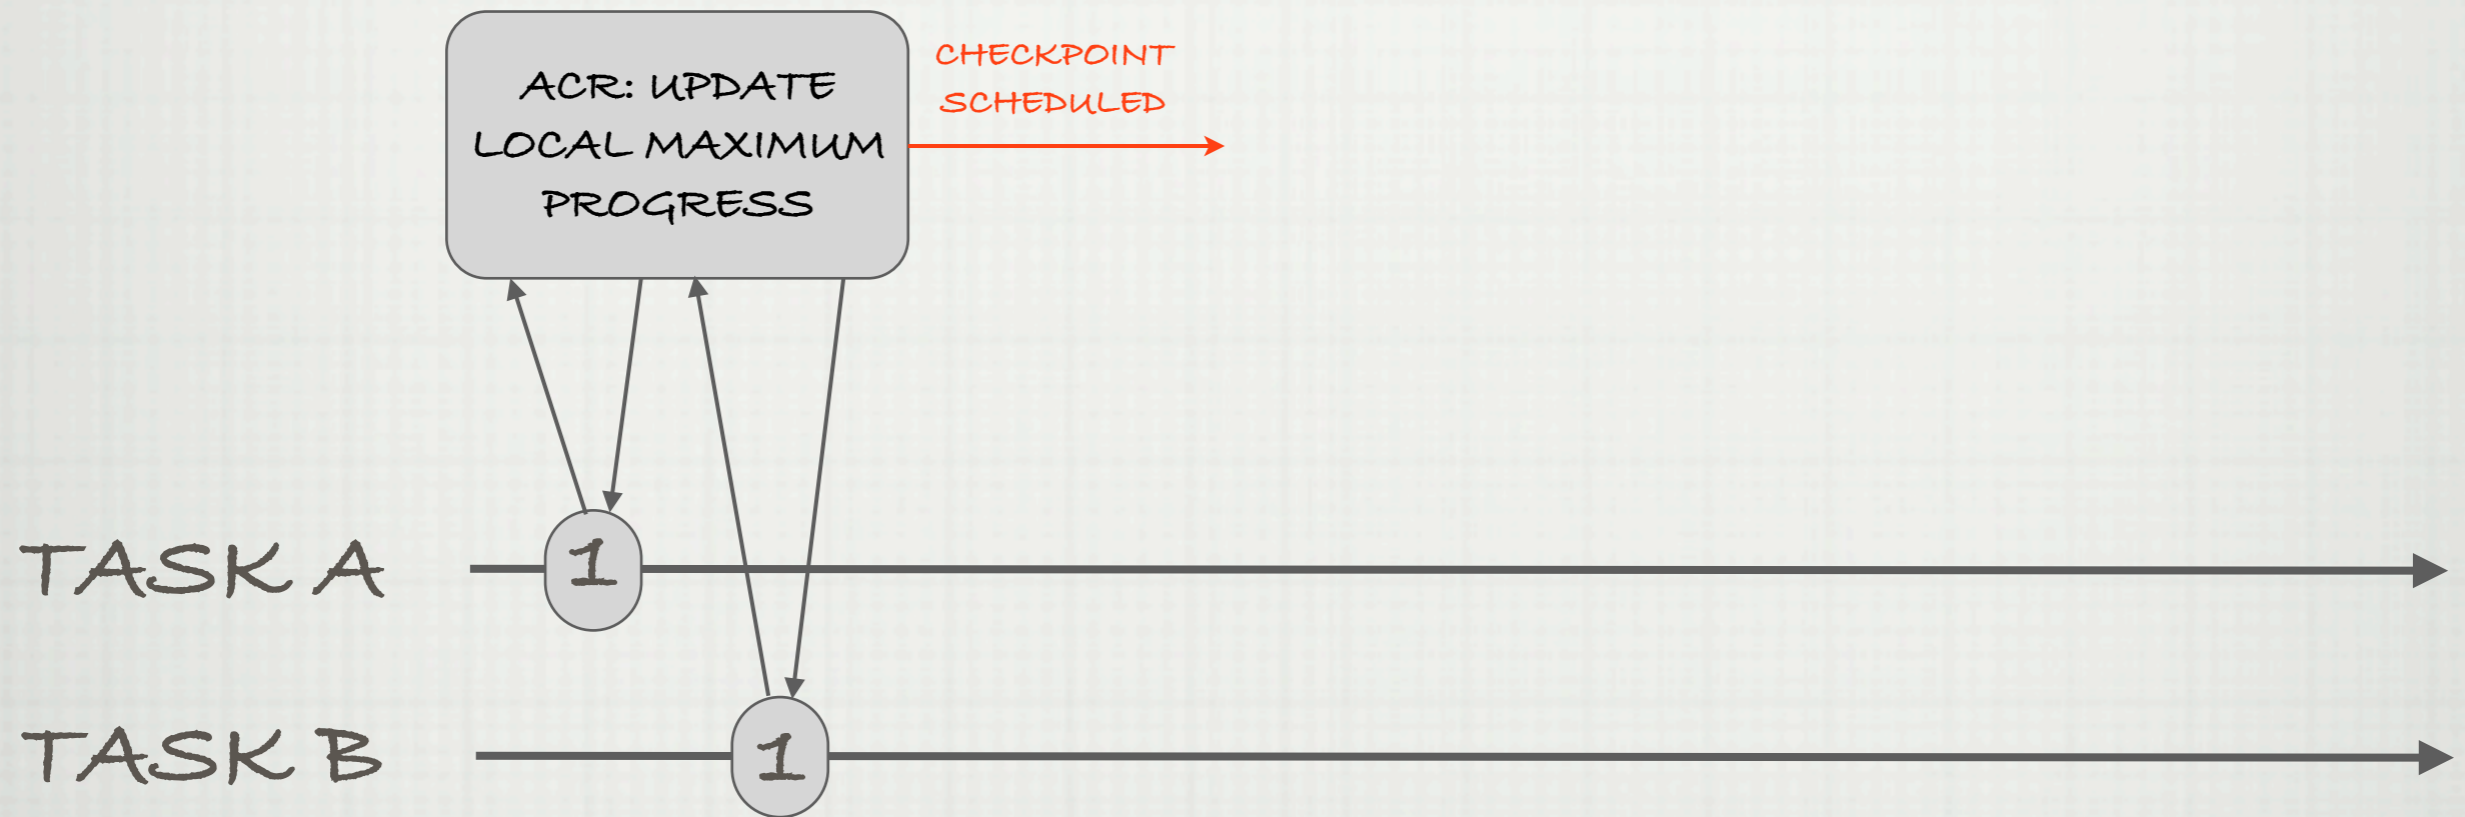 ACR: UPDATE
LOCAL MAXIMUM
PROGRESS
CHECKPOINT
SCHEDULED
TASK A
1
TASK B
1